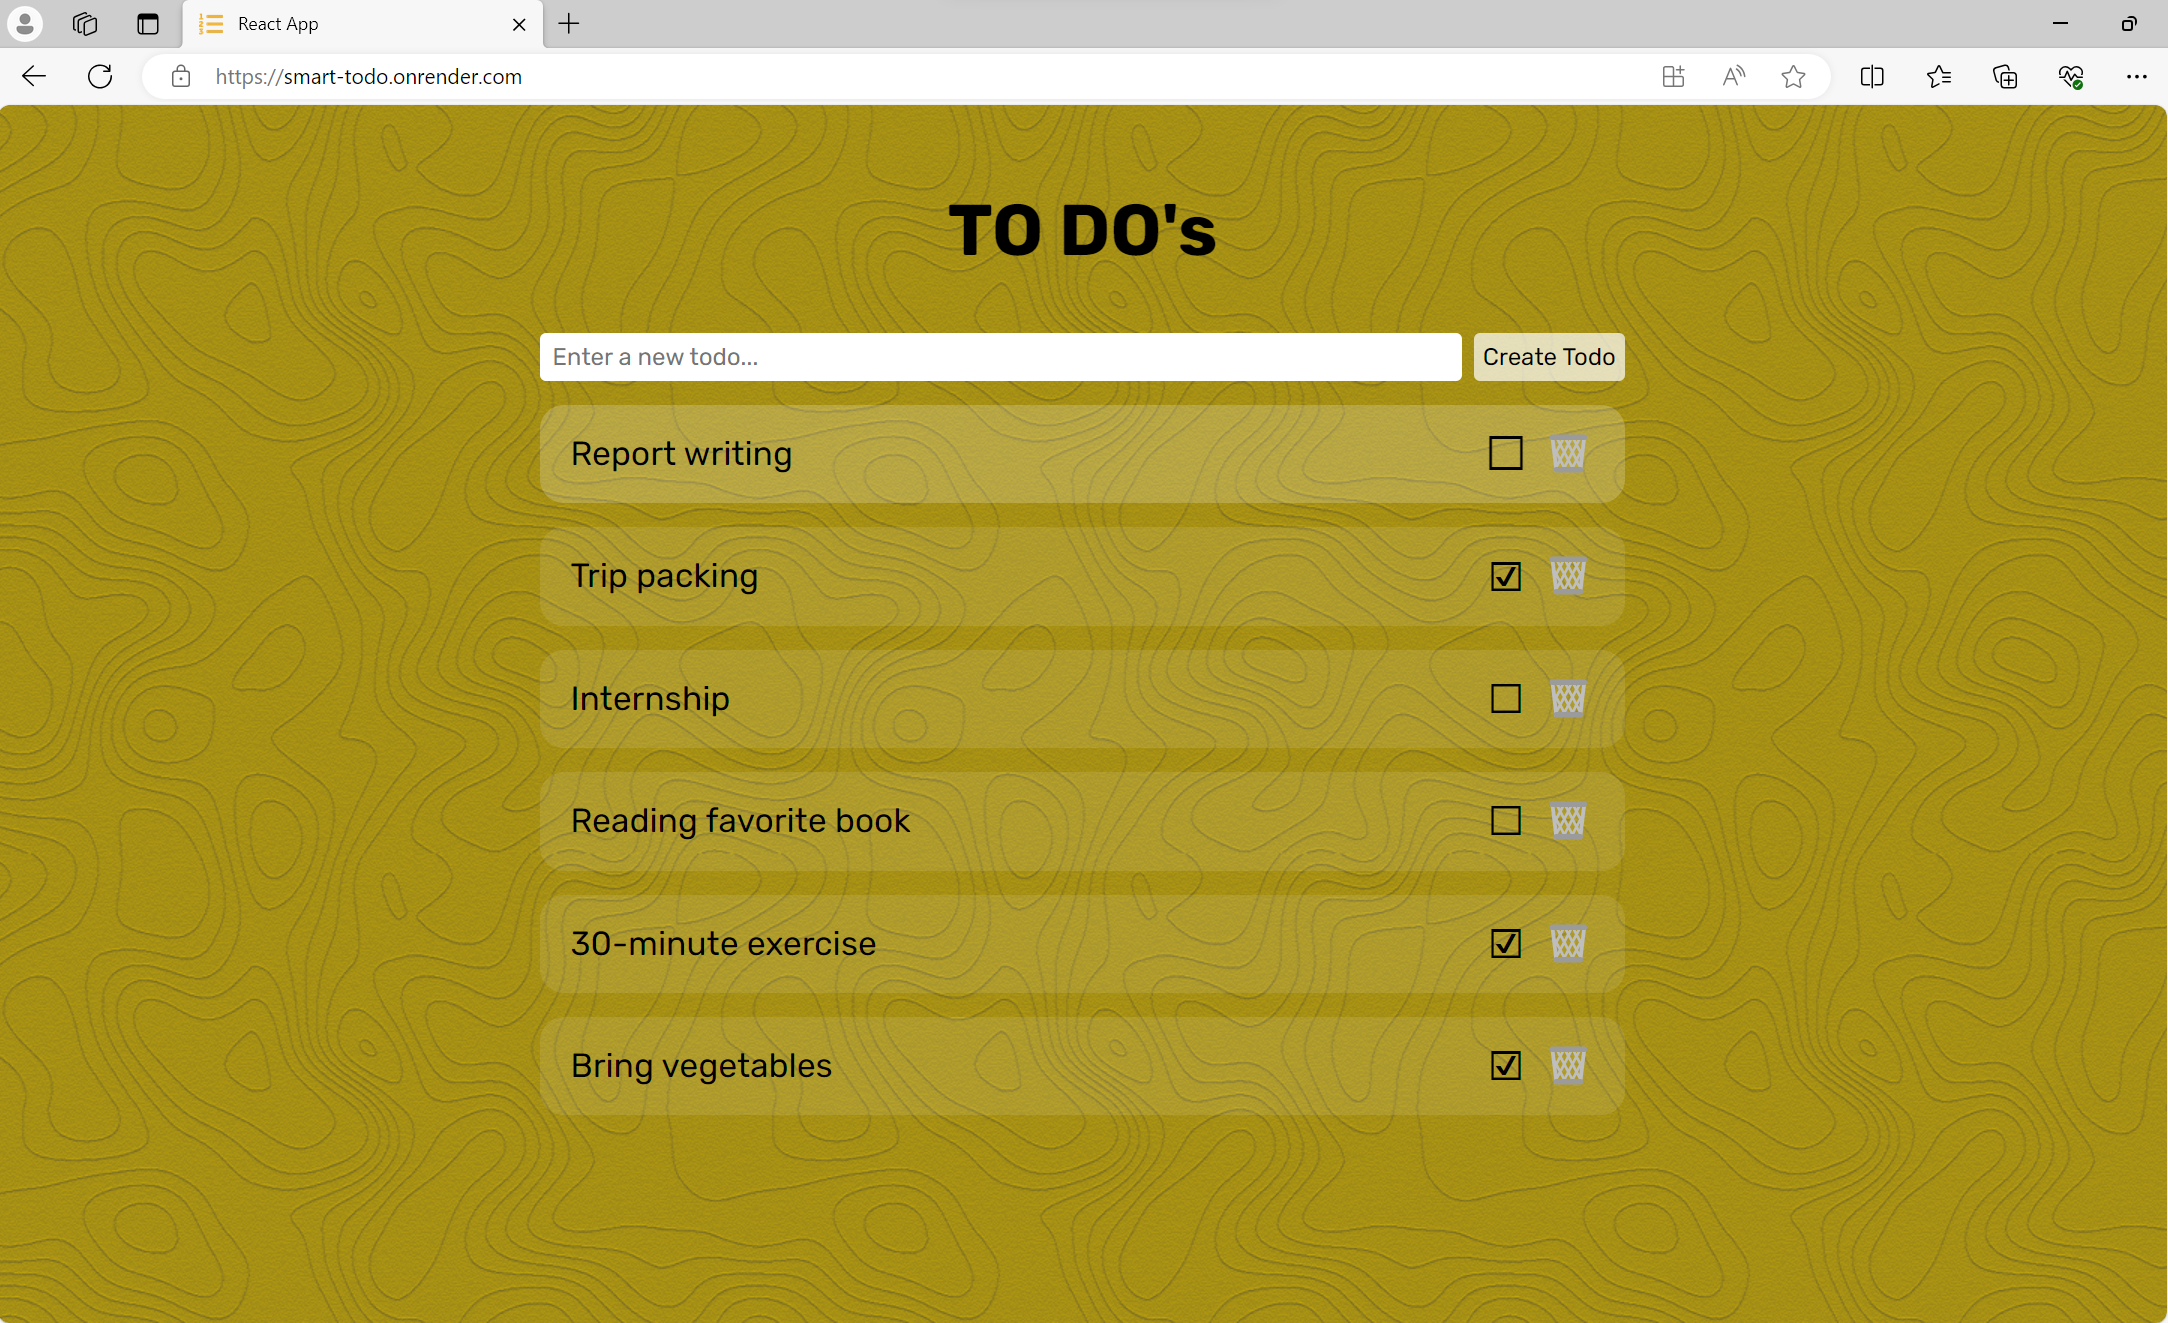 React App
https://smart-todo.onrender.com
TO DO's
Enter a new todo...
Create Todo
Report writing
Trip packing
Internship
Reading favorite book
30-minute exercise
Bring vegetables